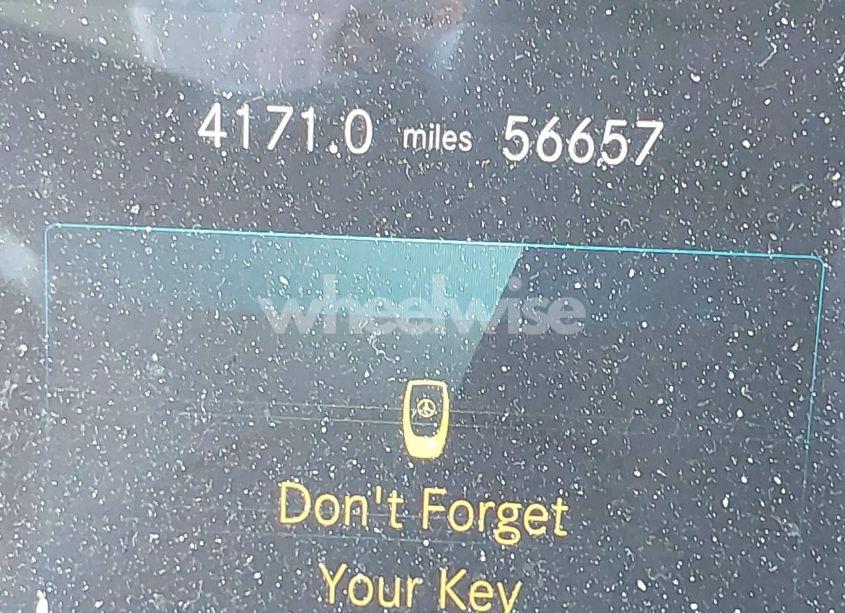 4171.0 miles 56657
wheelwise
Don't Forget
Your Key